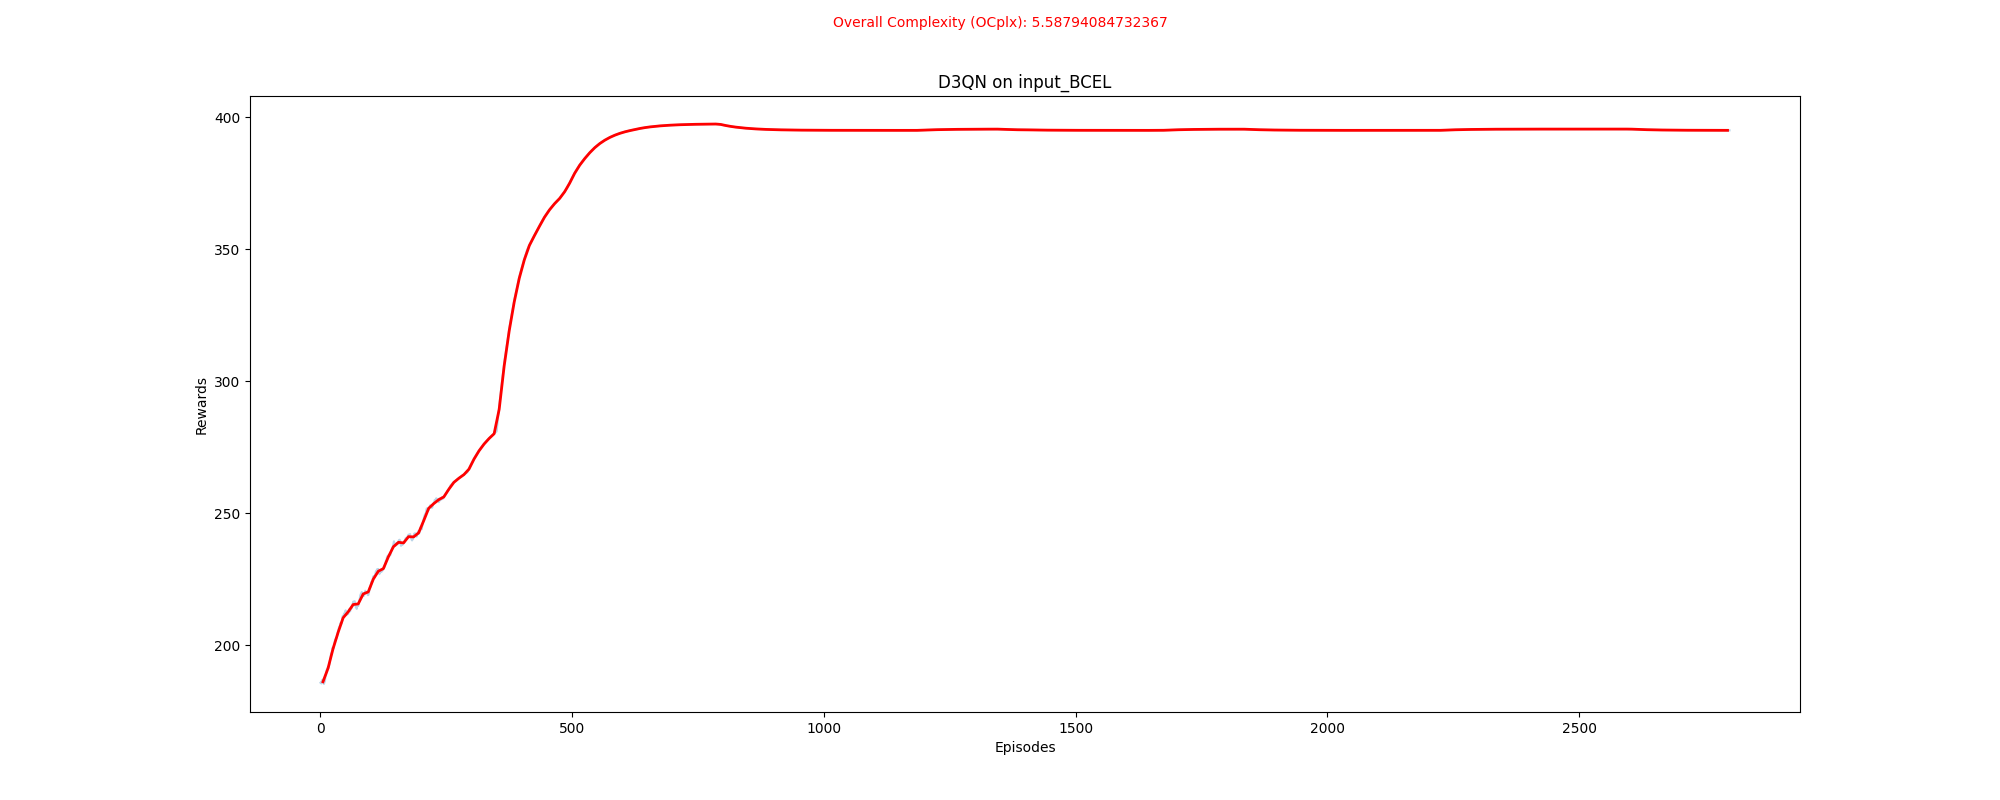 Overall Complexity (OCplx): 5.58794084732367
D3QN on input_BCEL
400
350
300
250
200
Rewards
0 500 1000 1500 2000 2500
Episodes